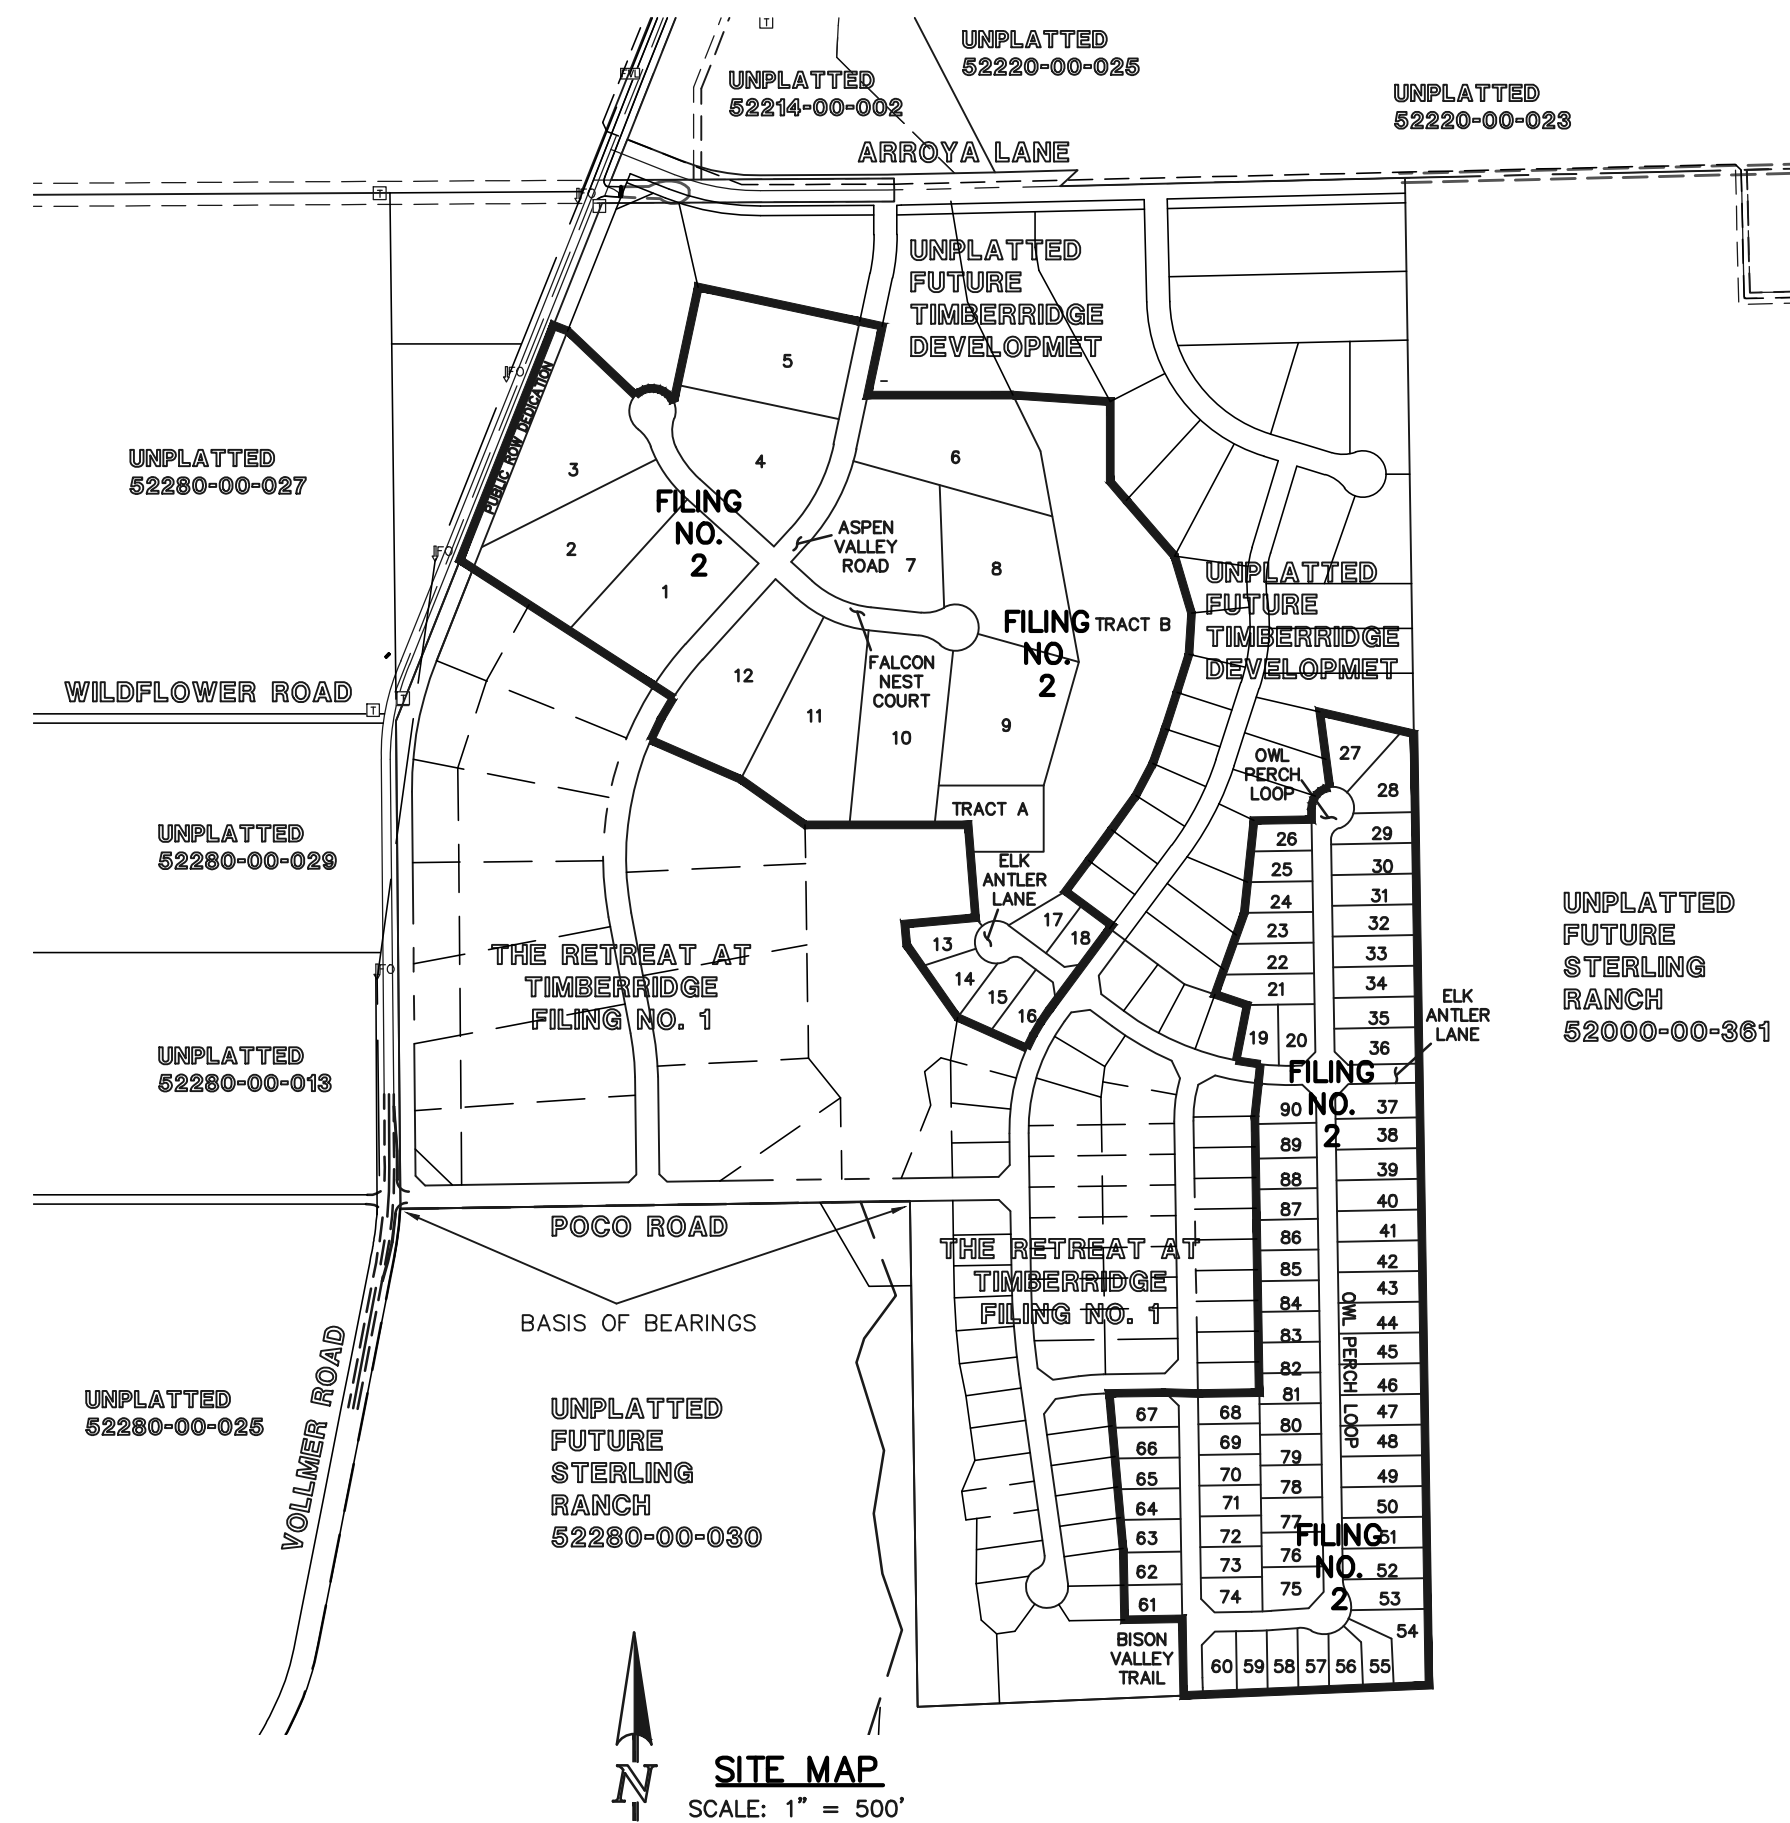 UNPLATTED
52220-00-025
UNPLATTED
52214-00-002
UNPLATTED
52220-00-023
ARROYA LANE
T
FO
T
T
UNPLATTED
FUTURE
TIMBERRIDGE
DEVELOPMET
5
FO
PUBLIC ROW DEDICATION
UNPLATTED
52280-00-027
3
4
6
FILING
NO.
2
2
1
ASPEN
VALLEY
ROAD
7
8
FO
UNPLATTED
FUTURE
TIMBERRIDGE
DEVELOPMET
FILING
NO.
2
TRACT B
FALCON
NEST
COURT
12
11
10
9
WILDFLOWER ROAD
T
T
OWL
PERCH
LOOP
27
28
TRACT A
UNPLATTED
52280-00-029
26
29
25
30
24
31
23
32
22
33
21
34
19
20
35
36
ELK
ANTLER
LANE
13
14
15
16
17
18
UNPLATTED
FUTURE
STERLING
RANCH
52000-00-361
ELK
ANTLER
LANE
THE RETREAT AT
TIMBERRIDGE
FILING NO. 1
FO
UNPLATTED
52280-00-013
FILING
NO.
2
90
37
89
38
88
39
87
40
86
41
85
42
84
43
83
44
82
45
81
46
80
47
79
48
78
49
77
50
76
51
75
52
53
54
OWL PERCH LOOP
POCO ROAD
BASIS OF BEARINGS
THE RETREAT AT
TIMBERRIDGE
FILING NO. 1
VOLLMER ROAD
UNPLATTED
52280-00-025
UNPLATTED
FUTURE
STERLING
RANCH
52280-00-030
67
68
66
69
65
70
64
71
63
72
62
73
61
74
FILING
NO.
2
BISON
VALLEY
TRAIL
60
59
58
57
56
55
N
SITE MAP
SCALE: 1" = 500'